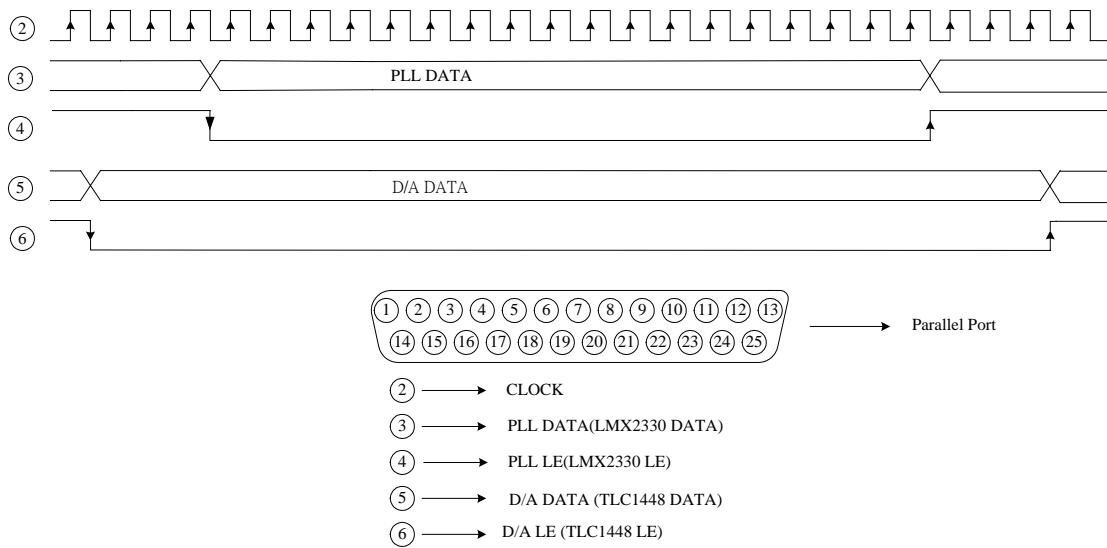 2
3 PLL DATA
4
5 D/A DATA
6
1 2 3 4 5 6 7 8 9 10 11 12 13
Parallel Port
14 15 16 17 18 19 20 21 22 23 24 25
2 CLOCK
3 PLL DATA(LMX2330 DATA)
4 PLL LE(LMX2330 LE)
5 D/A DATA (TLC1448 DATA)
6 D/A LE (TLC1448 LE)